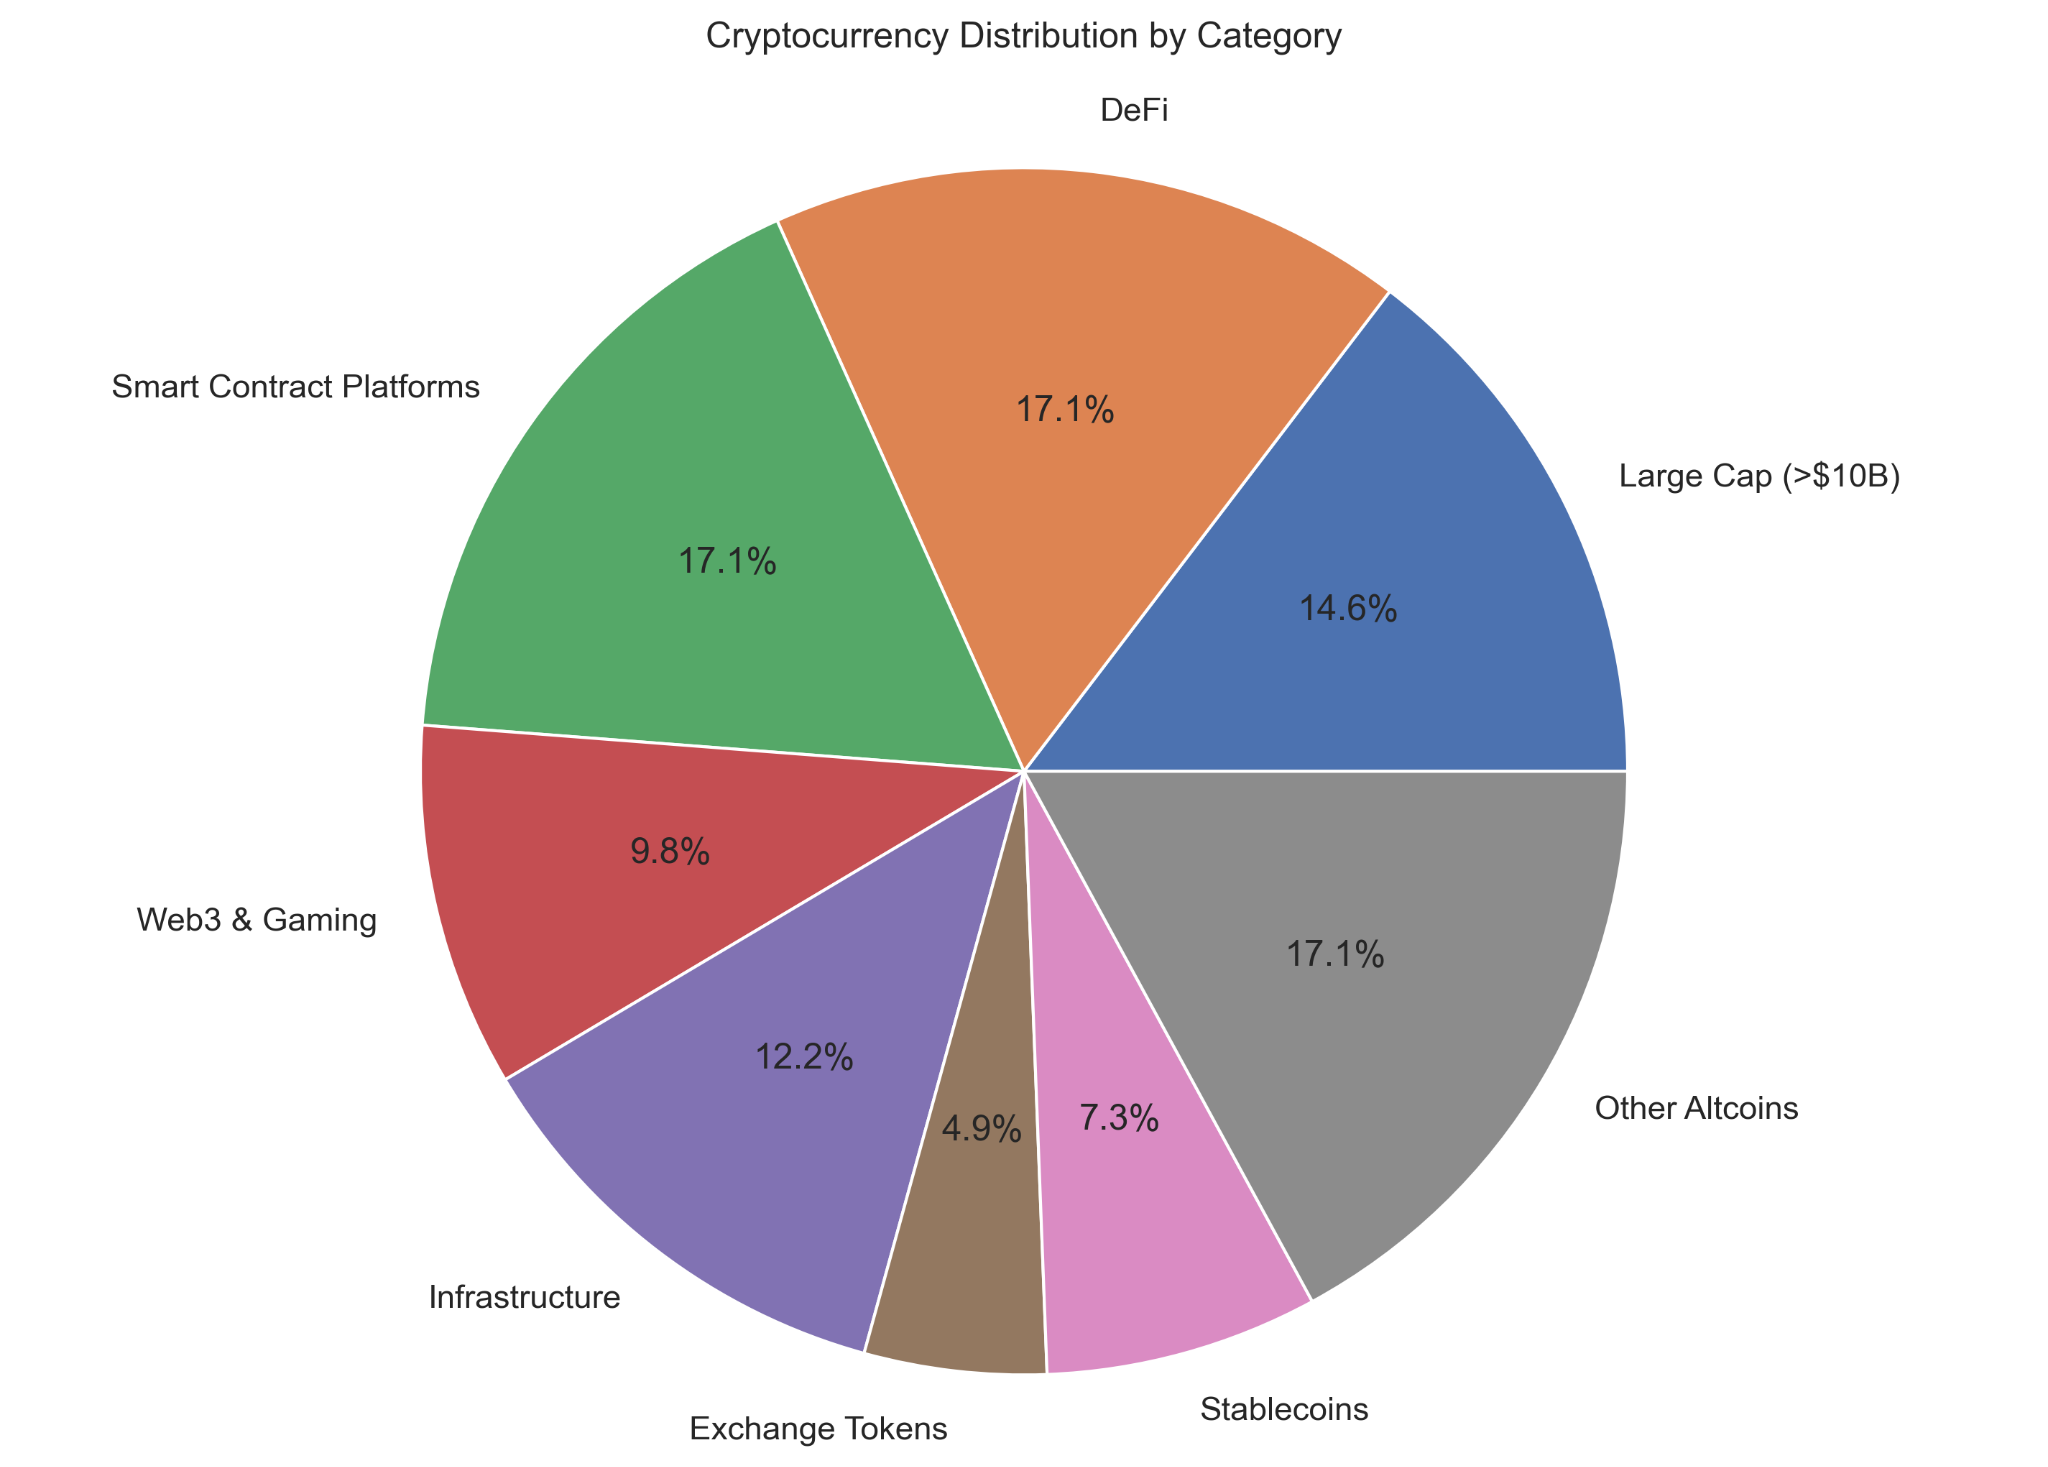 Cryptocurrency Distribution by Category
DeFi
Smart Contract Platforms
Large Cap (>$10B)
17.1%
17.1%
14.6%
9.8%
Web3 & Gaming
17.1%
12.2%
4.9%
7.3%
Other Altcoins
Infrastructure
Exchange Tokens
Stablecoins